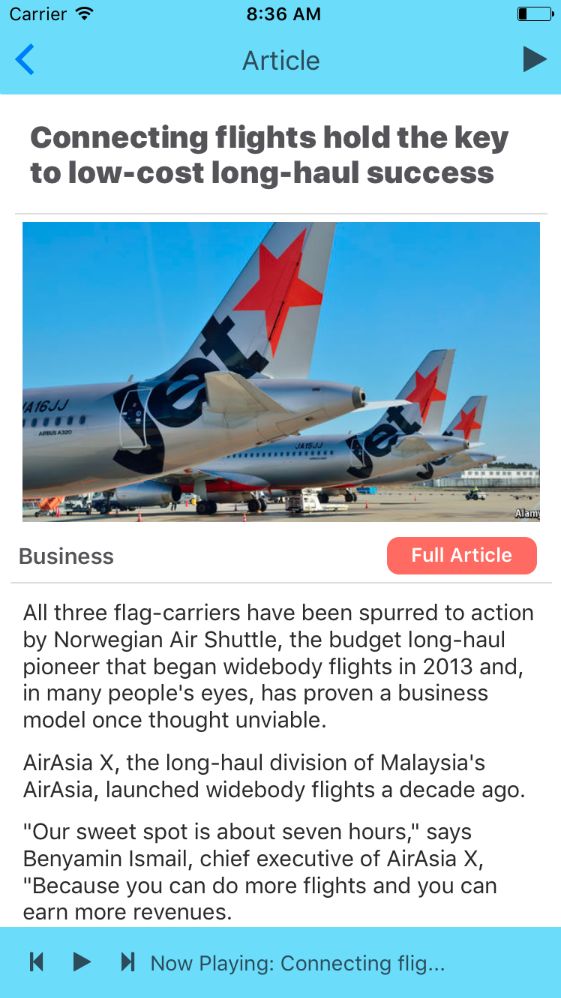 Carrier 8:36 AM
Article
Connecting flights hold the key
to low-cost long-haul success
Jet
JA16JJ
AIRBUS A320
JA15JJ
Jet
Alamy
Business Full Article
All three flag-carriers have been spurred to action
by Norwegian Air Shuttle, the budget long-haul
pioneer that began widebody flights in 2013 and,
in many people's eyes, has proven a business
model once thought unviable.
AirAsia X, the long-haul division of Malaysia's
AirAsia, launched widebody flights a decade ago.
"Our sweet spot is about seven hours," says
Benyamin Ismail, chief executive of AirAsia X,
"Because you can do more flights and you can
earn more revenues.
Now Playing: Connecting flig...